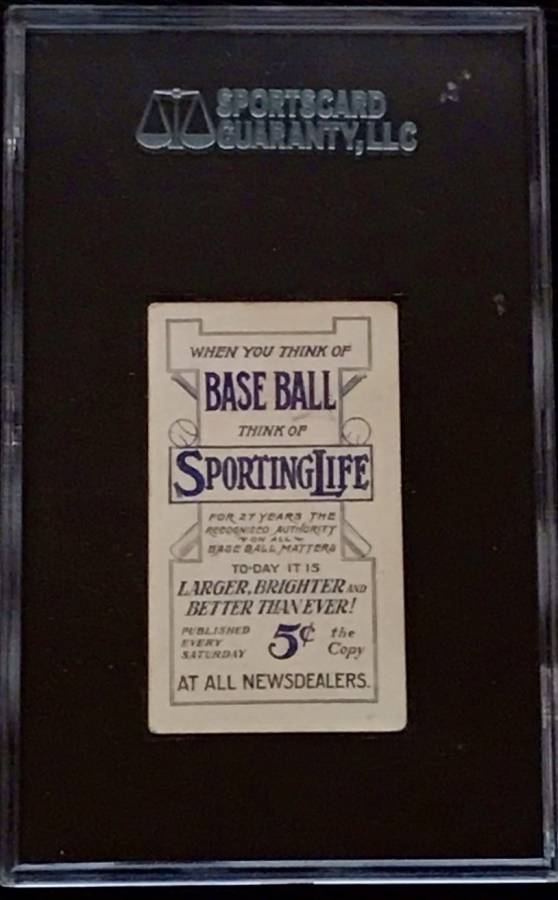 SPORTSCARD
GUARANTY, LLC
WHEN YOU THINK OF
BASE BALL
THINK OF
SPORTING LIFE
FOR 27 YEARS THE
RECOGNIZED AUTHORITY
ON ALL
BASE BALL MATTERS
TO-DAY IT IS
LARGER, BRIGHTER AND
BETTER THAN EVER!
PUBLISHED
EVERY
SATURDAY
5¢
the
Copy
AT ALL NEWSDEALERS.